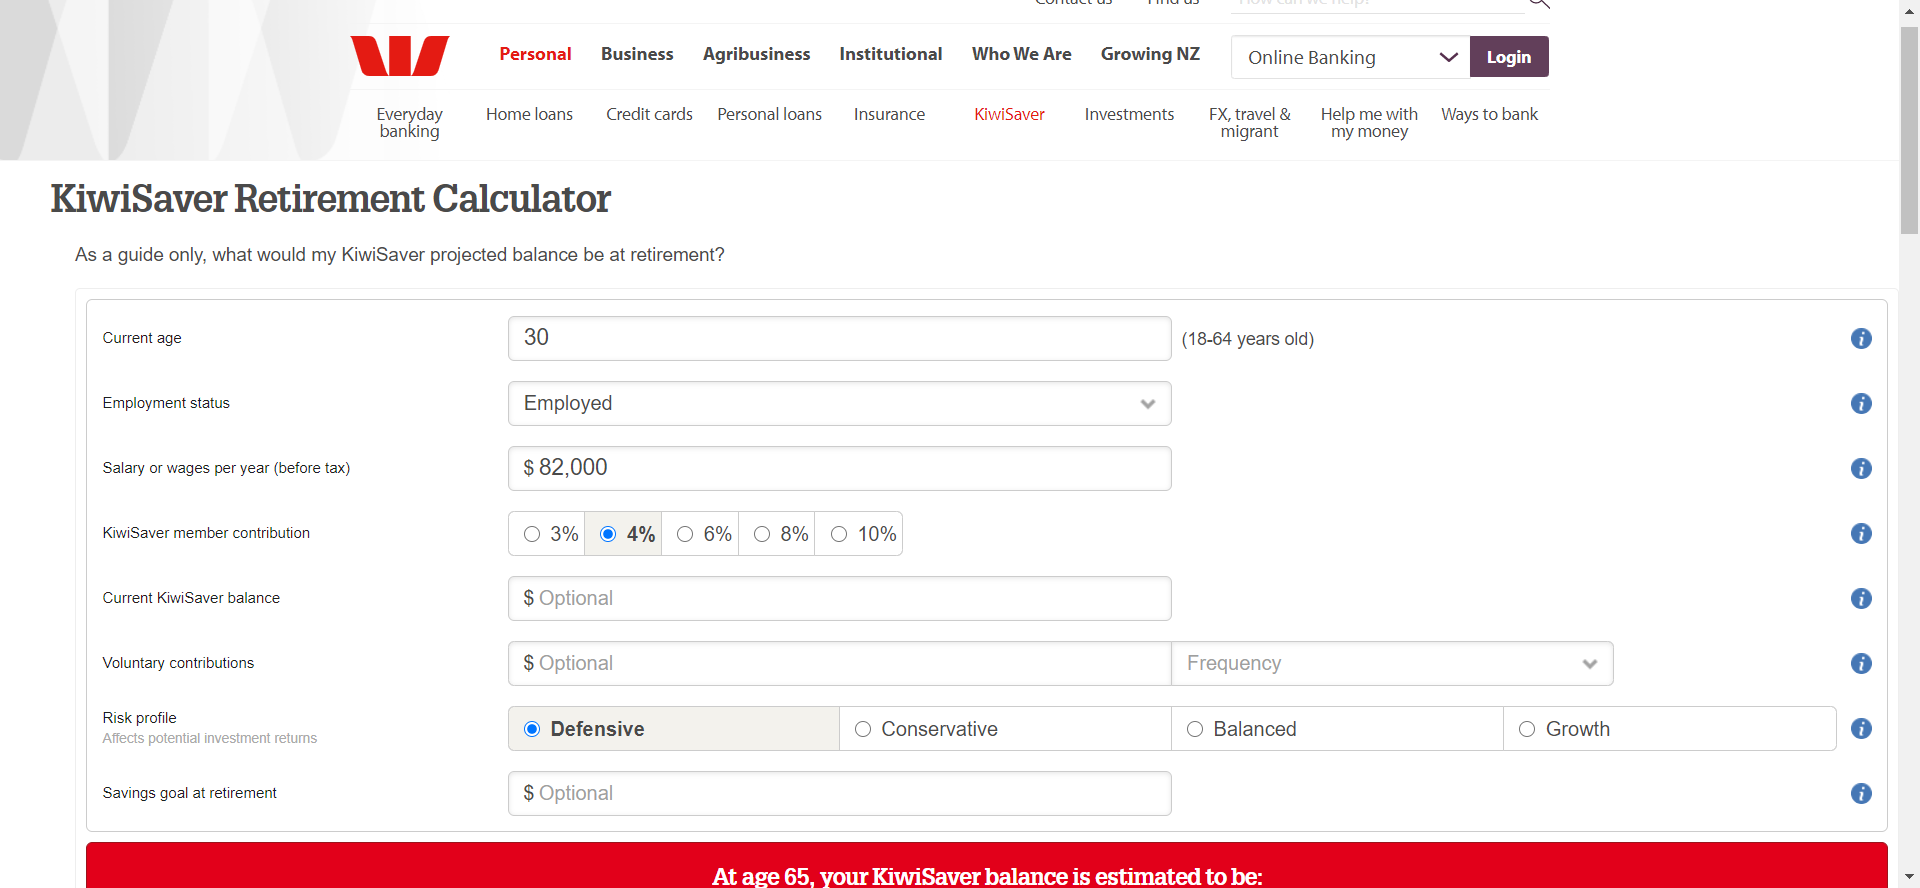 Contact us Find us How can we help?
Personal Business Agribusiness Institutional Who We Are Growing NZ Online Banking Login
Everyday banking Home loans Credit cards Personal loans Insurance KiwiSaver Investments FX, travel & migrant Help me with my money Ways to bank
KiwiSaver Retirement Calculator
As a guide only, what would my KiwiSaver projected balance be at retirement?
Current age 30 (18-64 years old)
Employment status Employed
Salary or wages per year (before tax) $ 82,000
KiwiSaver member contribution 3% 4% 6% 8% 10%
Current KiwiSaver balance $ Optional
Voluntary contributions $ Optional Frequency
Risk profile Defensive Conservative Balanced Growth
Affects potential investment returns
Savings goal at retirement $ Optional
At age 65, your KiwiSaver balance is estimated to be: